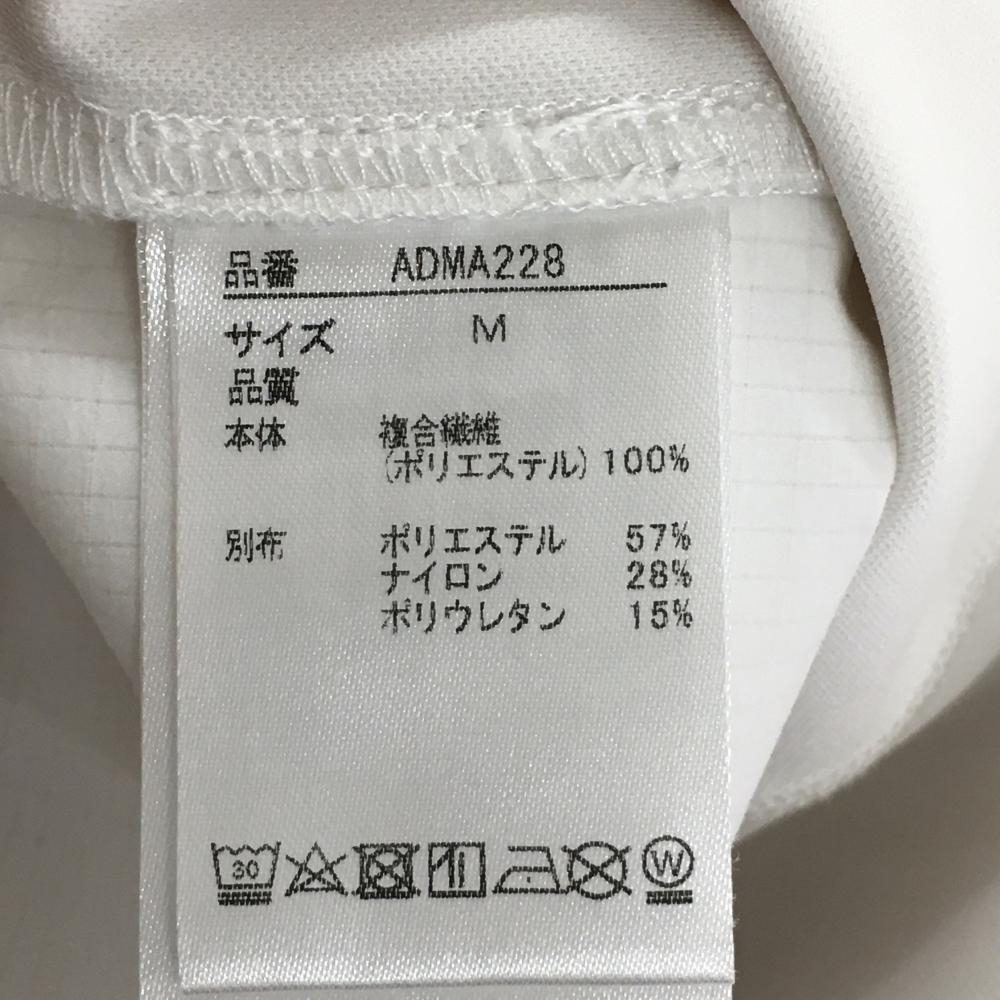 品番 ADMA228
サイズ M
品質
本体 複合繊維
(ポリエステル) 100%
別布 ポリエステル 57%
ナイロン 28%
ポリウレタン 15%
30 W